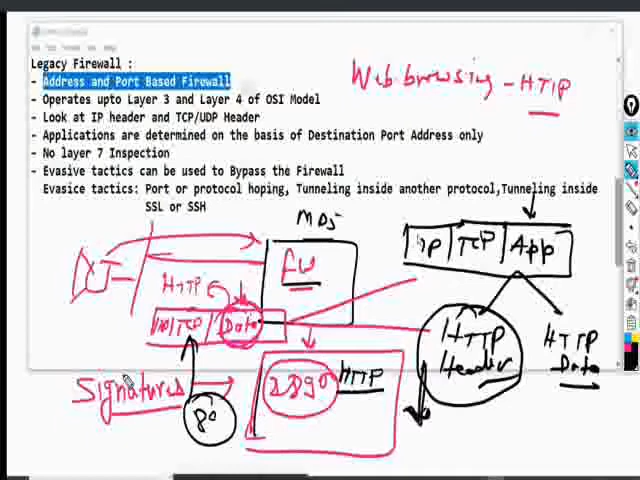 Legacy Firewall :
- Address and Port Based Firewall
- Operates upto Layer 3 and Layer 4 of OSI Model
- Look at IP header and TCP/UDP Header
- Applications are determined on the basis of Destination Port Address only
- No layer 7 Inspection
- Evasive tactics can be used to Bypass the Firewall
Evasice tactics: Port or protocol hoping, Tunneling inside another protocol,Tunneling inside
SSL or SSH
Web browsing - HTTP
MD5
FW
IP TCP App
HTTP
TCP Data
HTTP Header
HTTP Data
HTTP
Signatures
80